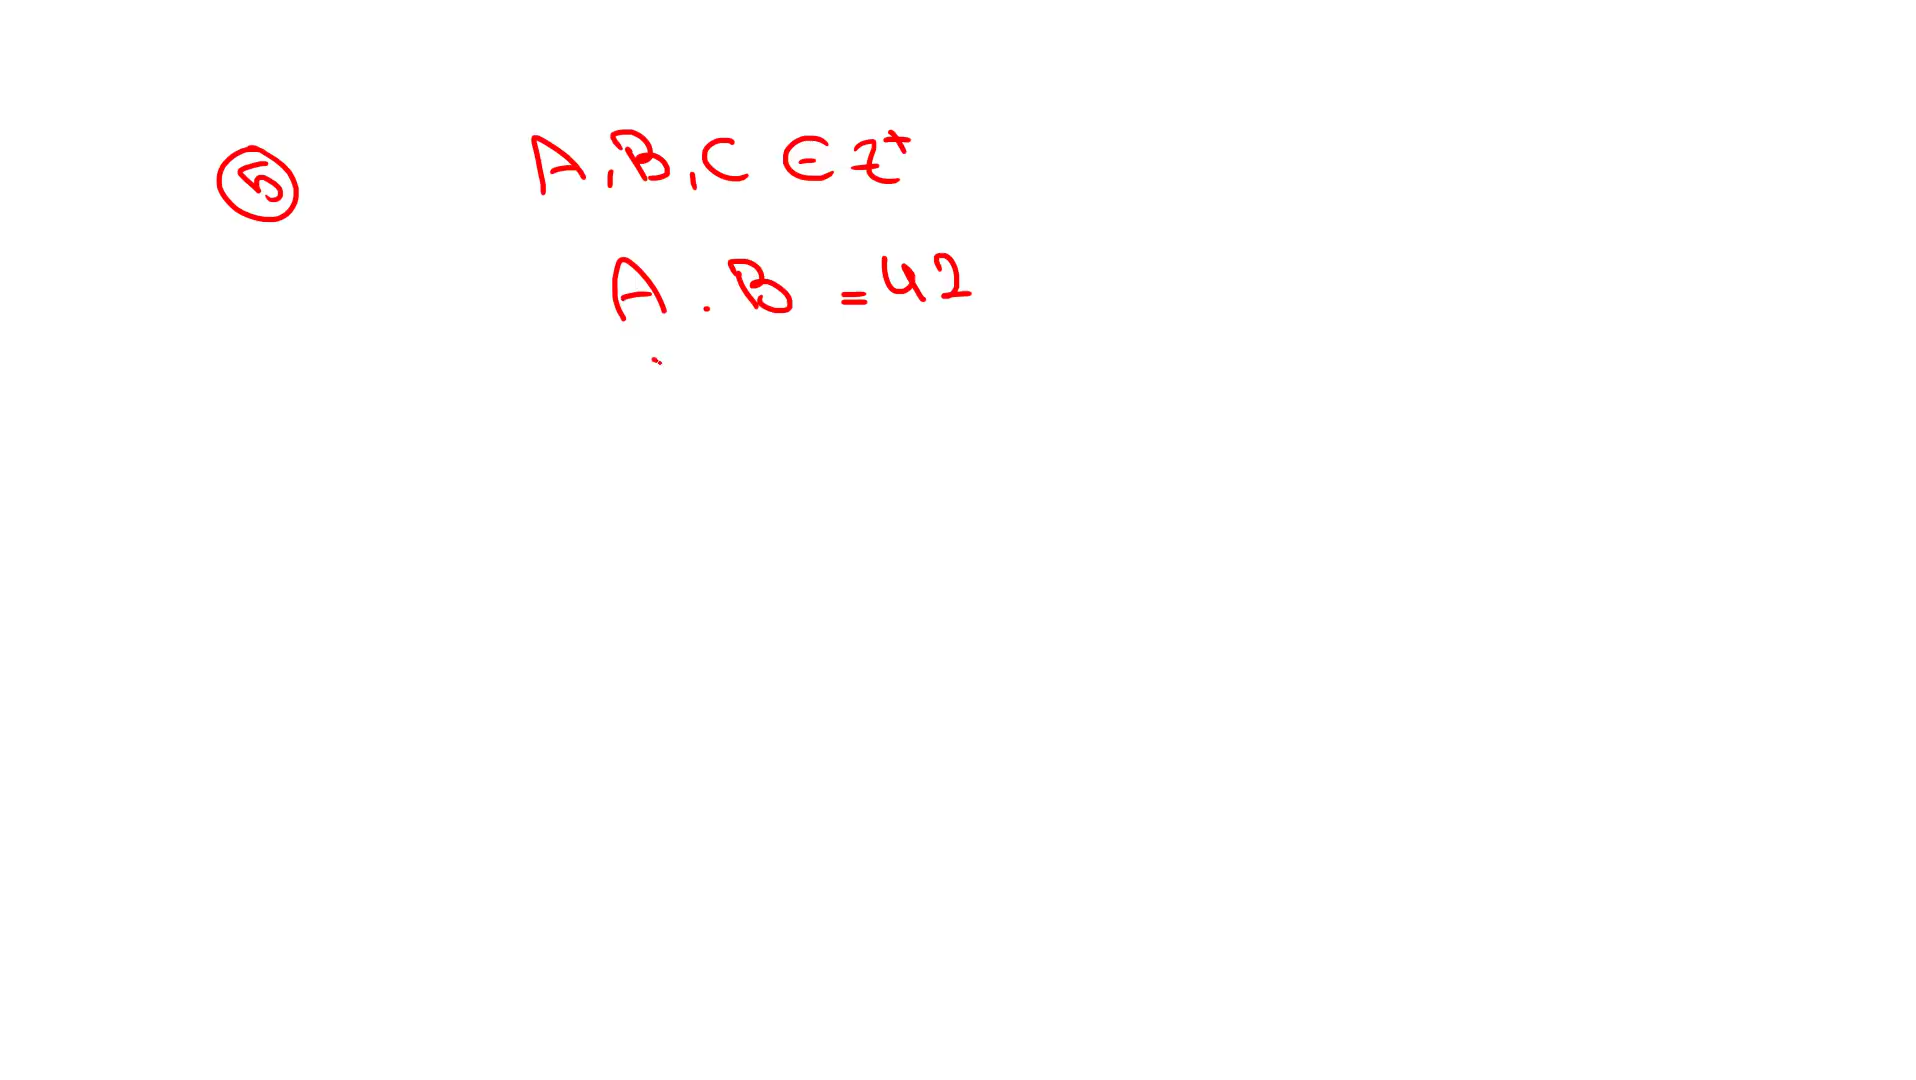 5
A, B, C ∈ Z⁺
A . B = 42